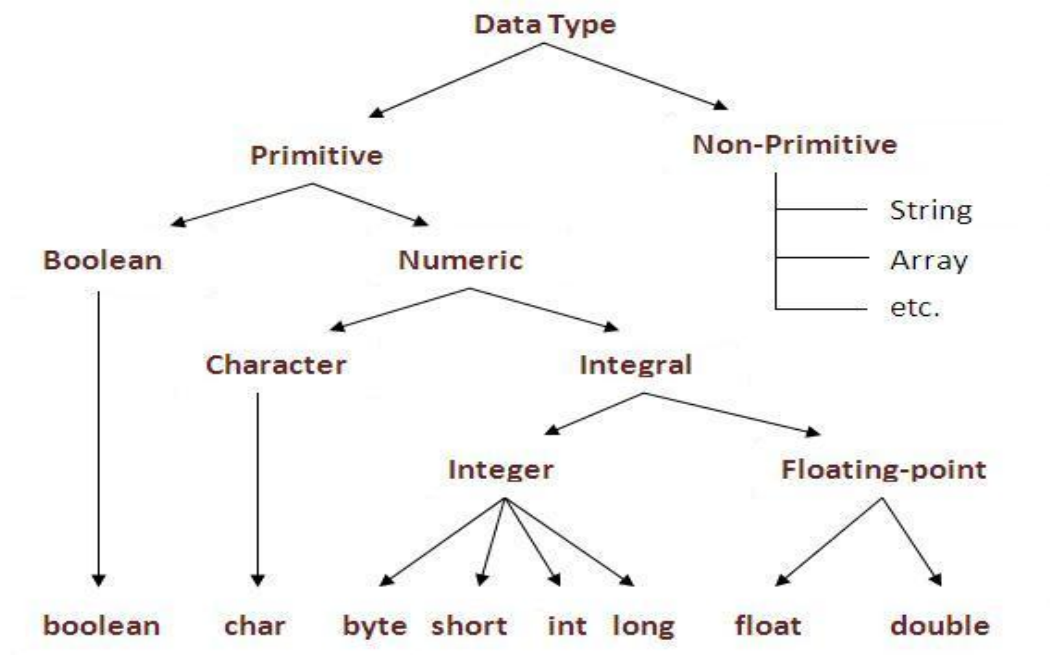 Data Type
Primitive
Non-Primitive
String
Array
etc.
Boolean
Numeric
Character
Integral
Integer
Floating-point
boolean char byte short int long float double